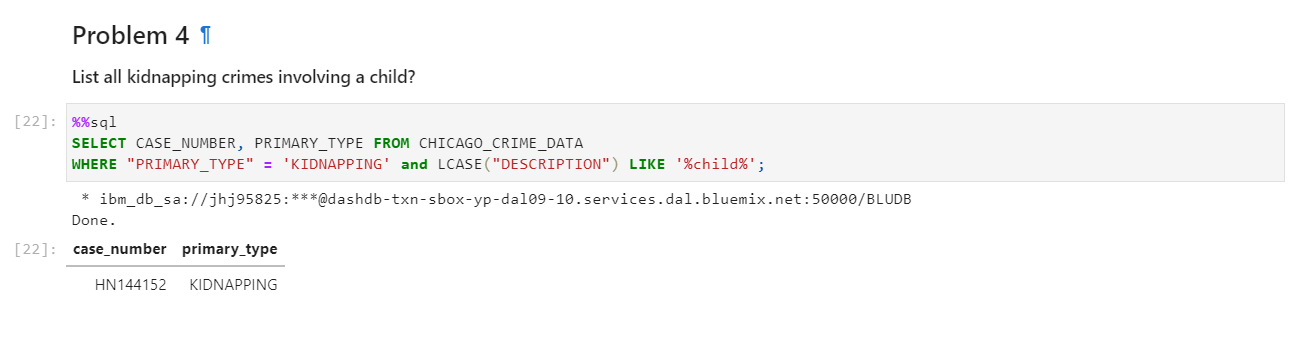 Problem 4 ¶
List all kidnapping crimes involving a child?
[22]: %%sql
SELECT CASE_NUMBER, PRIMARY_TYPE FROM CHICAGO_CRIME_DATA
WHERE "PRIMARY_TYPE" = 'KIDNAPPING' and LCASE("DESCRIPTION") LIKE '%child%';
* ibm_db_sa://jhj95825:***@dashdb-txn-sbox-yp-dal09-10.services.dal.bluemix.net:50000/BLUDB
Done.
[22]: case_number primary_type
HN144152 KIDNAPPING